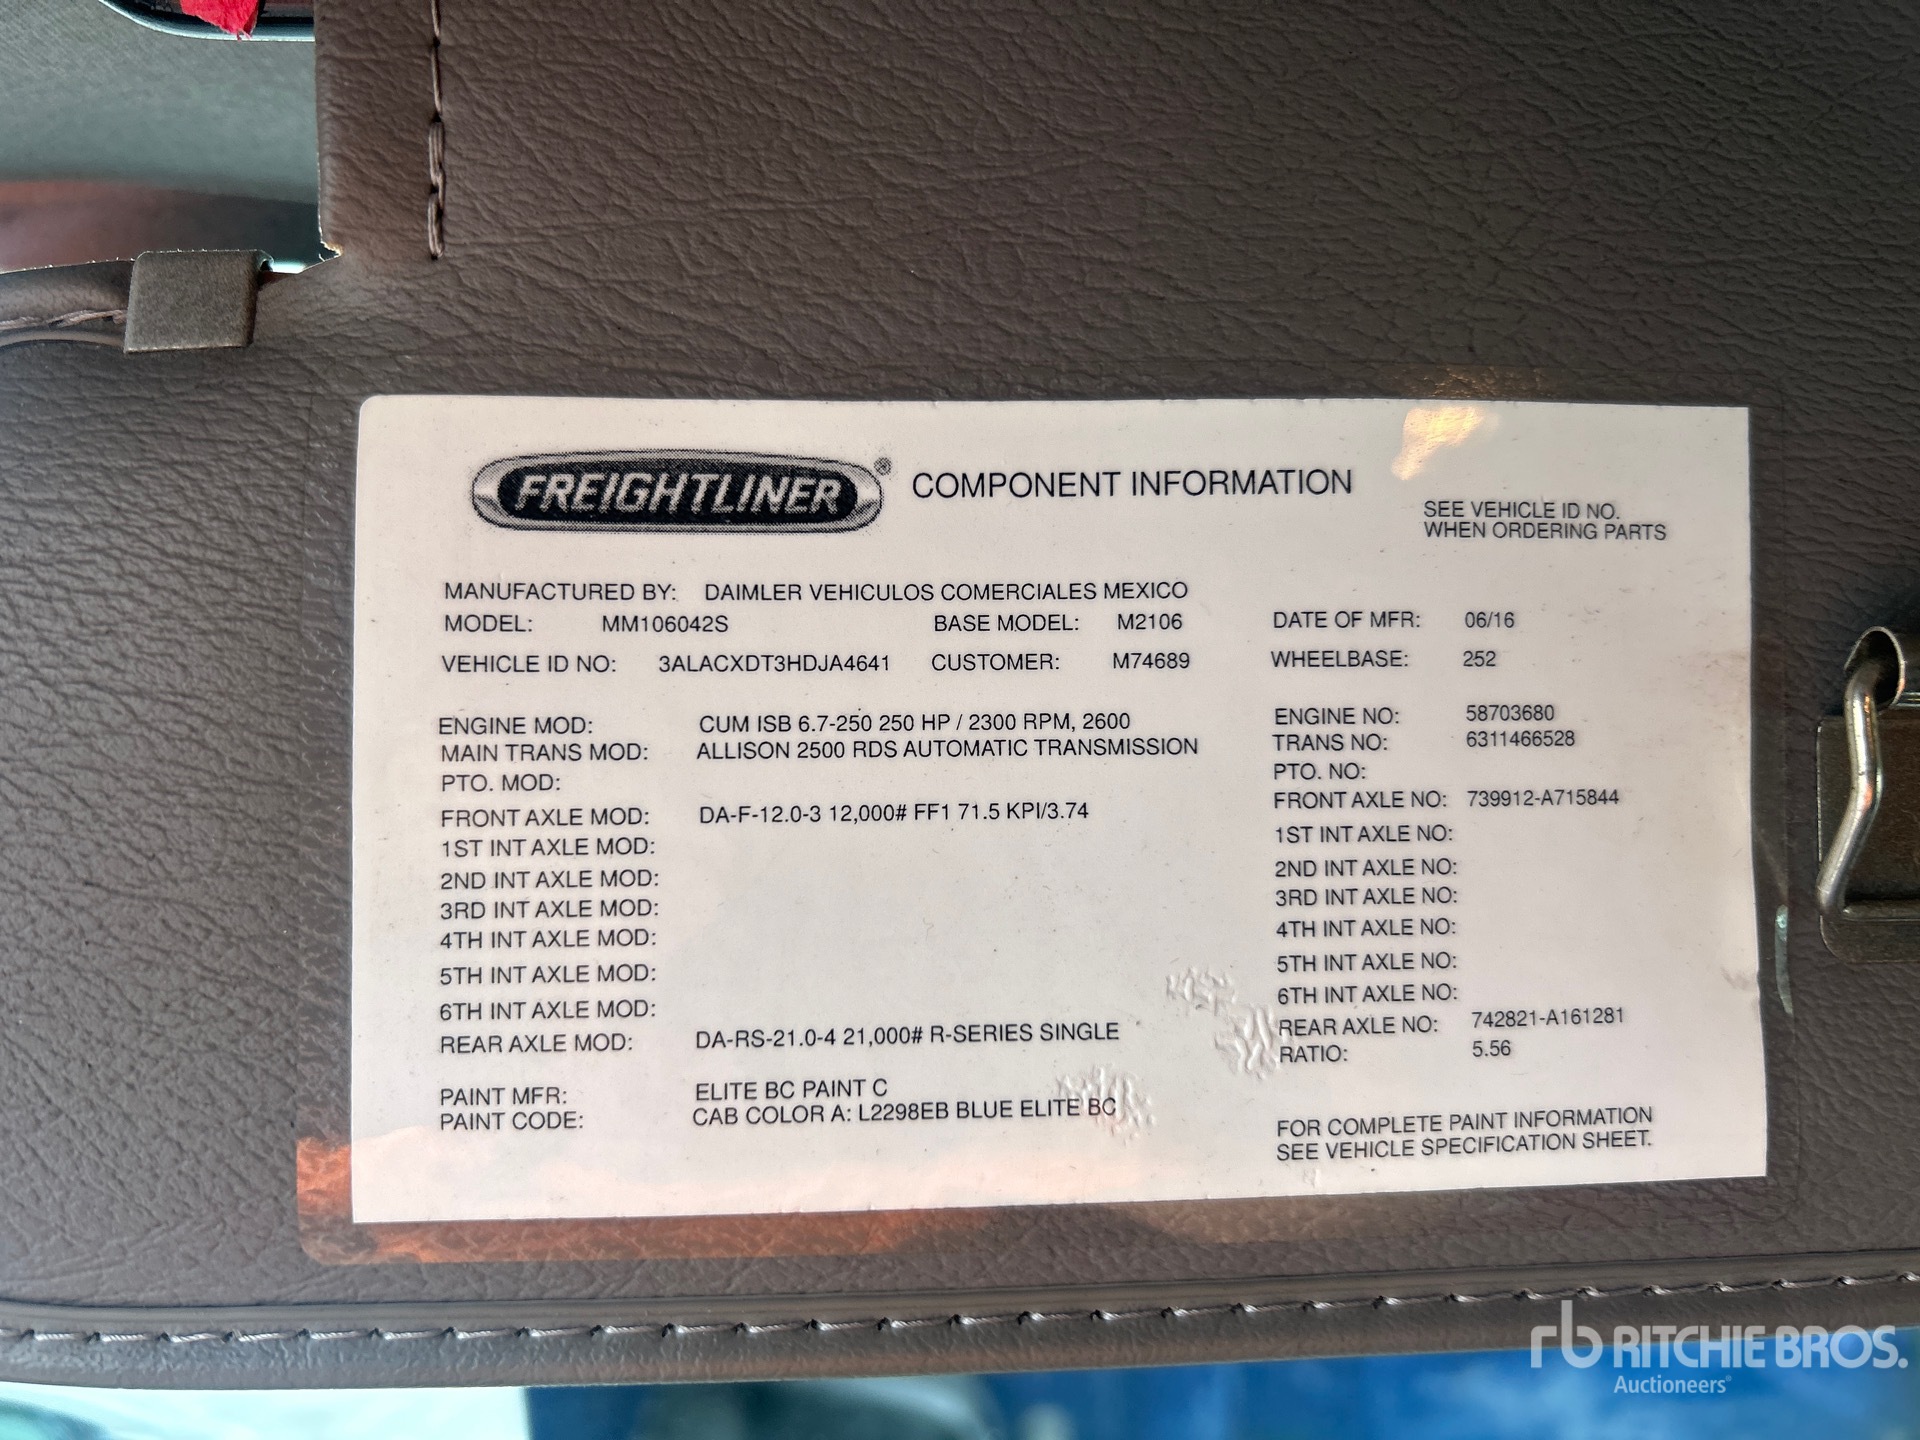 FREIGHTLINER® COMPONENT INFORMATION
SEE VEHICLE ID NO.
WHEN ORDERING PARTS
MANUFACTURED BY: DAIMLER VEHICULOS COMERCIALES MEXICO
MODEL: MM106042S BASE MODEL: M2106 DATE OF MFR: 06/16
VEHICLE ID NO: 3ALACXDT3HDJA4641 CUSTOMER: M74689 WHEELBASE: 252
ENGINE MOD: CUM ISB 6.7-250 250 HP / 2300 RPM, 2600 ENGINE NO: 58703680
MAIN TRANS MOD: ALLISON 2500 RDS AUTOMATIC TRANSMISSION TRANS NO: 6311466528
PTO. MOD: PTO. NO:
FRONT AXLE MOD: DA-F-12.0-3 12,000# FF1 71.5 KPI/3.74 FRONT AXLE NO: 739912-A715844
1ST INT AXLE MOD: 1ST INT AXLE NO:
2ND INT AXLE MOD: 2ND INT AXLE NO:
3RD INT AXLE MOD: 3RD INT AXLE NO:
4TH INT AXLE MOD: 4TH INT AXLE NO:
5TH INT AXLE MOD: 5TH INT AXLE NO:
6TH INT AXLE MOD: 6TH INT AXLE NO:
REAR AXLE MOD: DA-RS-21.0-4 21,000# R-SERIES SINGLE REAR AXLE NO: 742821-A161281
RATIO: 5.56
PAINT MFR: ELITE BC PAINT C
PAINT CODE: CAB COLOR A: L2298EB BLUE ELITE BC
FOR COMPLETE PAINT INFORMATION
SEE VEHICLE SPECIFICATION SHEET.
rb RITCHIE BROS.
Auctioneers®